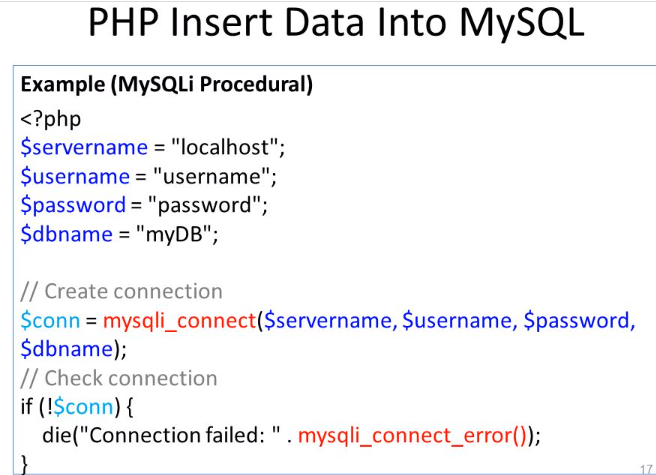 PHP Insert Data Into MySQL
Example (MySQLi Procedural)
<?php
$servername = "localhost";
$username = "username";
$password = "password";
$dbname = "myDB";
// Create connection
$conn = mysqli_connect($servername, $username, $password,
$dbname);
// Check connection
if (!$conn) {
die("Connection failed: " . mysqli_connect_error());
}
17